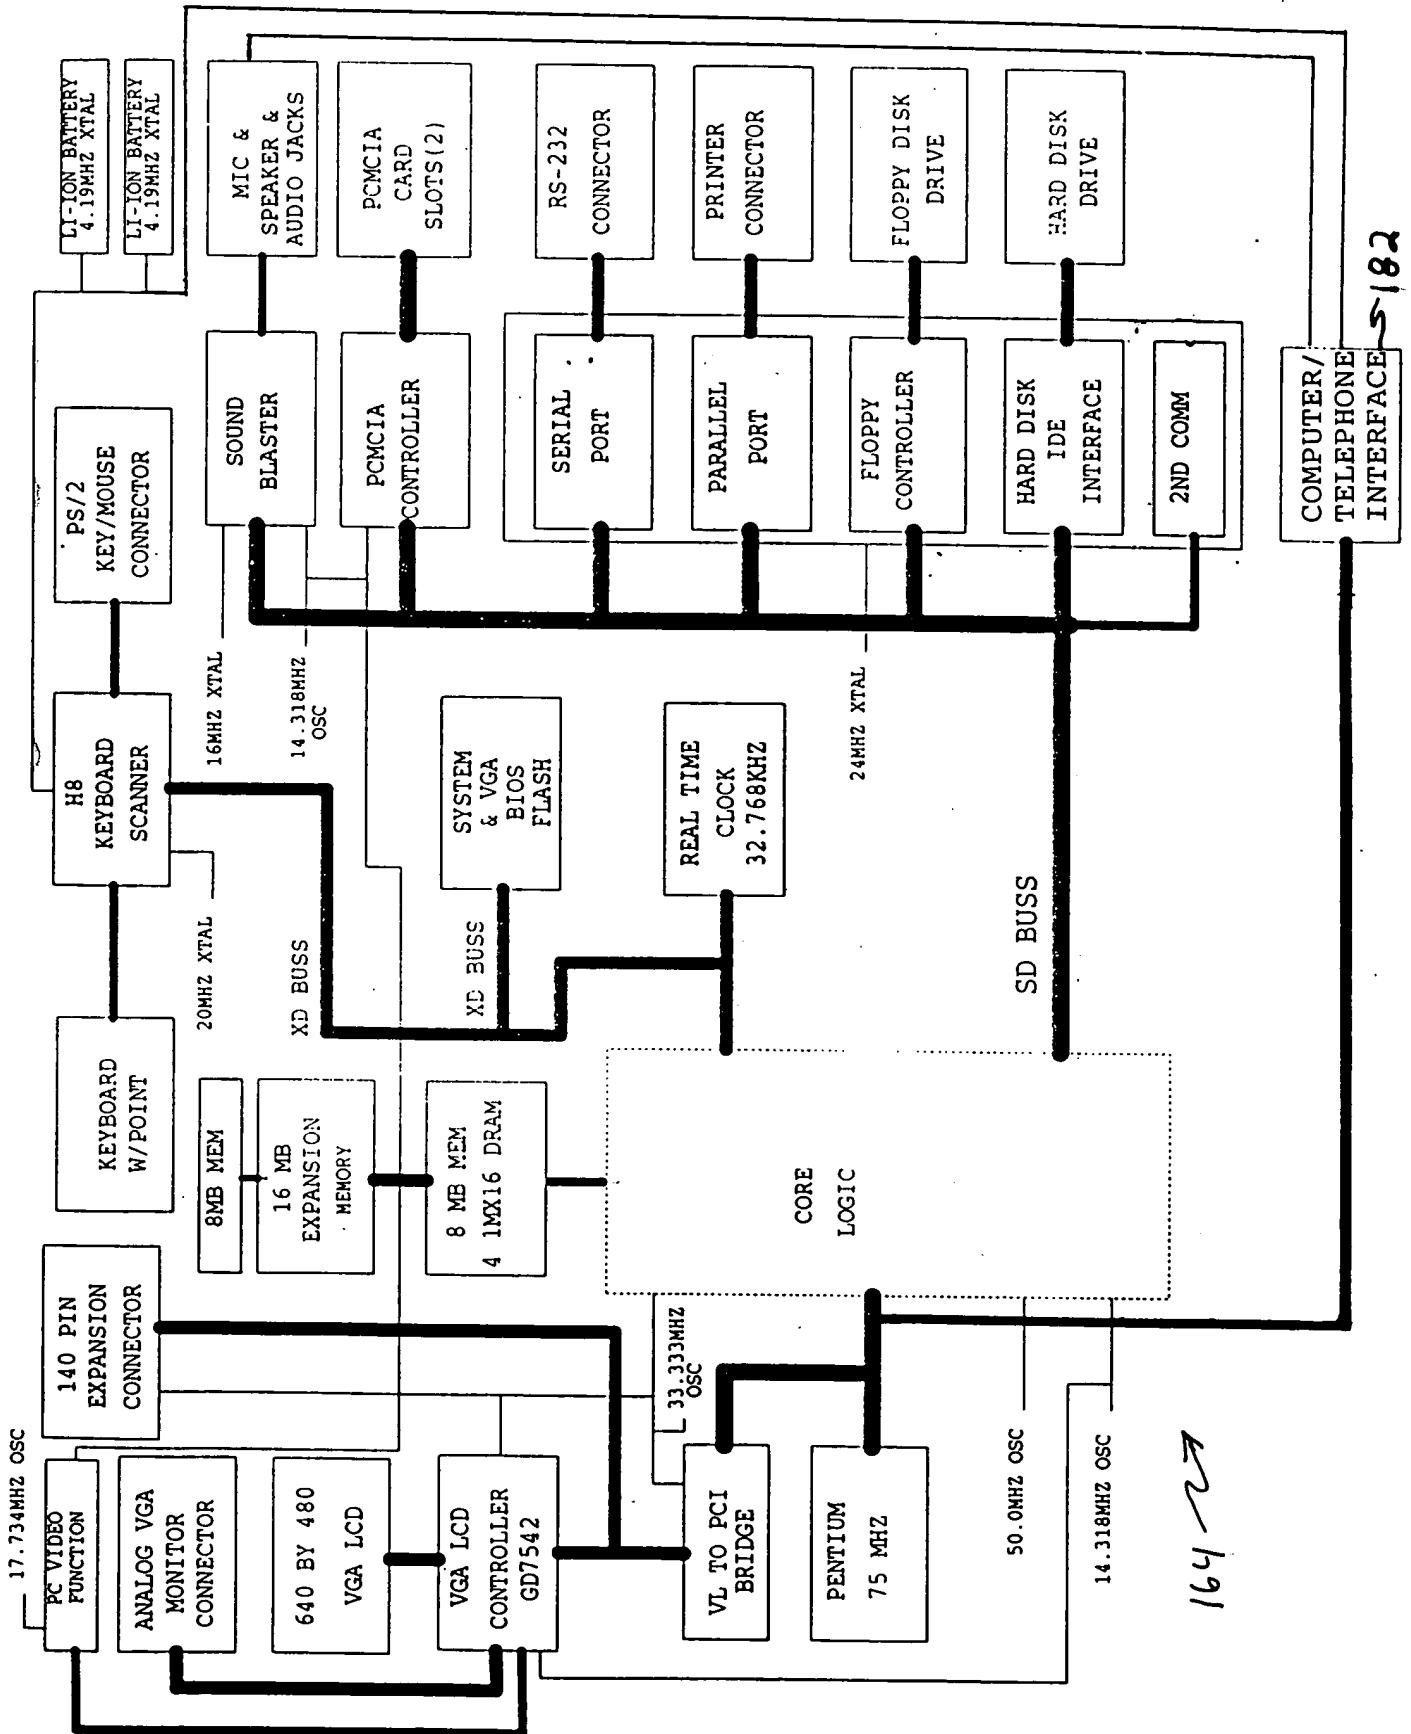 17.734MHZ OSC
PC VIDEO
FUNCTION
ANALOG VGA
MONITOR
CONNECTOR
640 BY 480
VGA LCD
VGA LCD
CONTROLLER
GD7542
VL TO PCI
BRIDGE
PENTIUM
75 MHZ
50.0MHZ OSC
14.318MHZ OSC
164
140 PIN
EXPANSION
CONNECTOR
33.333MHZ
OSC
8MB MEM
16 MB
EXPANSION
MEMORY
8 MB MEM
4 1MX16 DRAM
CORE
LOGIC
KEYBOARD
W/POINT
20MHZ XTAL
XD BUSS
XD BUSS
SD BUSS
H8
KEYBOARD
SCANNER
16MHZ XTAL
14.318MHZ
OSC
SYSTEM
& VGA
BIOS
FLASH
REAL TIME
CLOCK
32.768KHZ
24MHZ XTAL
PS/2
KEY/MOUSE
CONNECTOR
SOUND
BLASTER
PCMCIA
CONTROLLER
SERIAL
PORT
PARALLEL
PORT
FLOPPY
CONTROLLER
HARD DISK
IDE
INTERFACE
2ND COMM
COMPUTER/
TELEPHONE
INTERFACE
182
LI-ION BATTERY
4.19MHZ XTAL
LI-ION BATTERY
4.19MHZ XTAL
MIC &
SPEAKER &
AUDIO JACKS
PCMCIA
CARD
SLOTS(2)
RS-232
CONNECTOR
PRINTER
CONNECTOR
FLOPPY DISK
DRIVE
HARD DISK
DRIVE